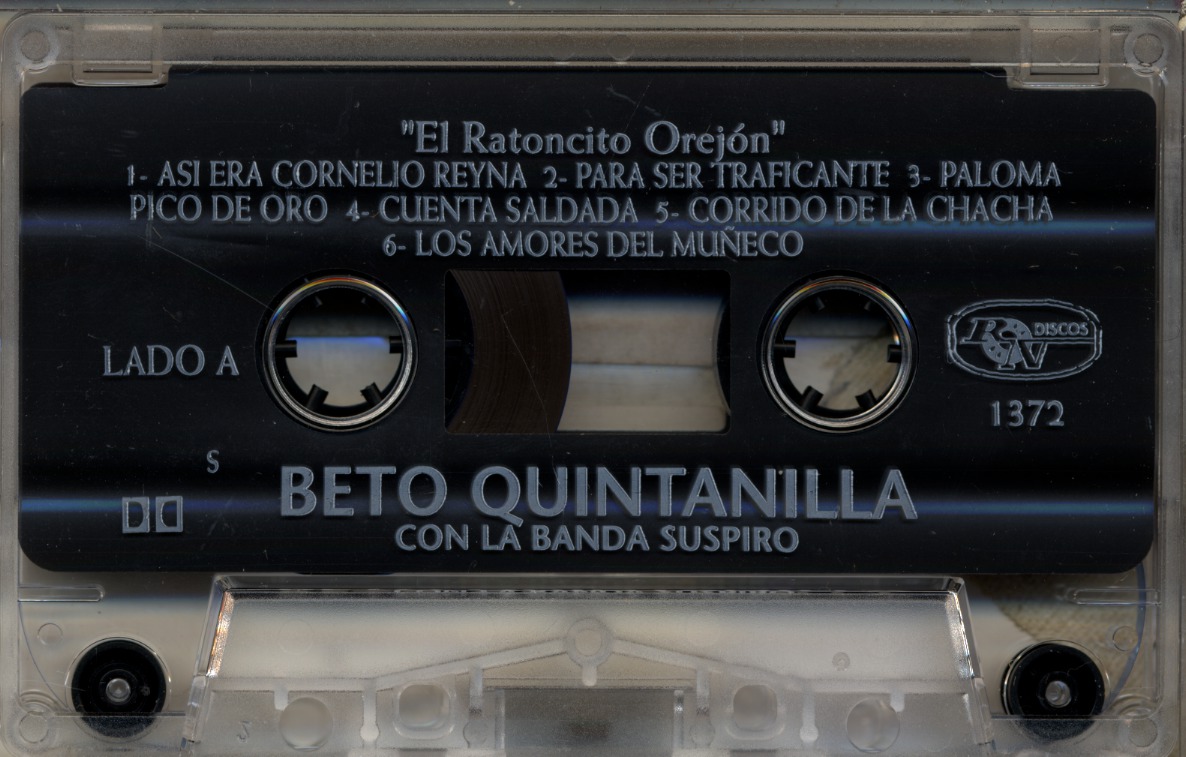 "El Ratoncito Orejón"
1- ASI ERA CORNELIO REYNA 2- PARA SER TRAFICANTE 3- PALOMA
PICO DE ORO 4- CUENTA SALDADA 5- CORRIDO DE LA CHACHA
6- LOS AMORES DEL MUÑECO
LADO A
RN DISCOS
1372
S
BETO QUINTANILLA
CON LA BANDA SUSPIRO